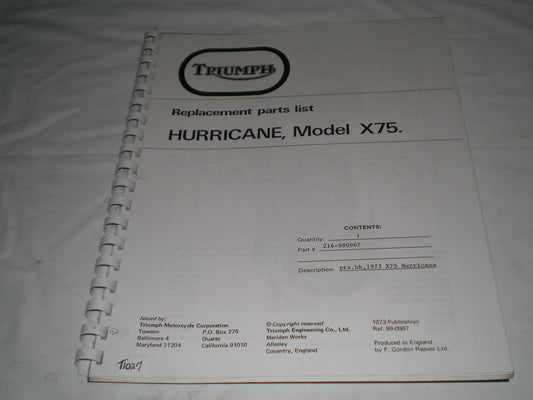 TRIUMPH
Replacement parts list
HURRICANE, Model X75.
CONTENTS:
Quantity: 1
Part # 216-990967
Description: pts.bk,1973 X75 Hurricane
Issued by:
Triumph Motorcycle Corporation
Towson P.O. Box 275
Baltimore 4 Duarte
Maryland 21204 California 91010
© Copyright reserved
Triumph Engineering Co., Ltd.
Meriden Works
Allesley
Coventry, England
1973 Publication
Ref. 99-0967
Produced in England
by F. Gordon Reeves Ltd.
T1027